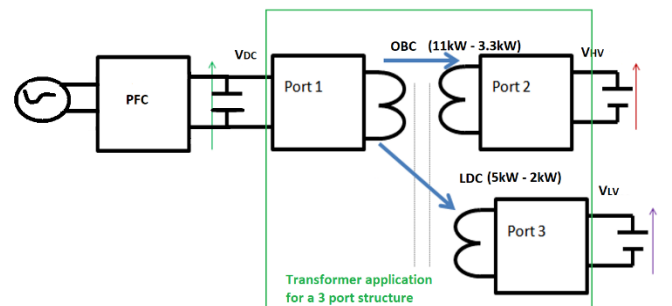 OBC (11kW - 3.3kW)
VDC
VHV
PFC
Port 1
Port 2
LDC (5kW - 2kW)
VLV
Port 3
Transformer application
for a 3 port structure